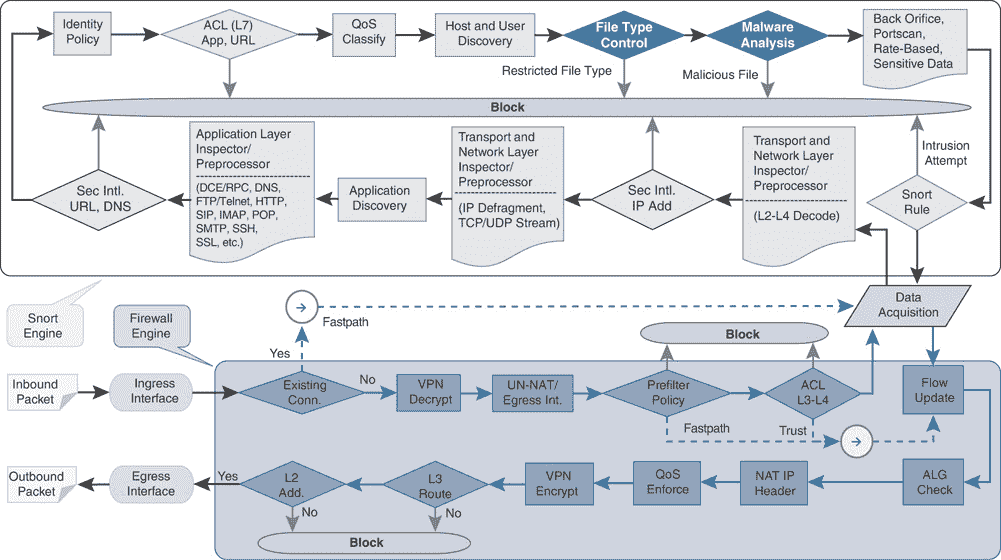 Identity
Policy
ACL (L7)
App, URL
QoS
Classify
Host and User
Discovery
File Type
Control
Malware
Analysis
Back Orifice,
Portscan,
Rate-Based,
Sensitive Data
Restricted File Type
Malicious File
Block
Sec Intl.
URL, DNS
Application Layer
Inspector/
Preprocessor
(DCE/RPC, DNS,
FTP/Telnet, HTTP,
SIP, IMAP, POP,
SMTP, SSH,
SSL, etc.)
Application
Discovery
Transport and
Network Layer
Inspector/
Preprocessor
(IP Defragment,
TCP/UDP Stream)
Sec Intl.
IP Add
Transport and
Network Layer
Inspector/
Preprocessor
(L2-L4 Decode)
Intrusion
Attempt
Snort
Rule
Snort
Engine
Firewall
Engine
Fastpath
Data
Acquisition
Yes
Block
Inbound
Packet
Ingress
Interface
Existing
Conn.
No
VPN
Decrypt
UN-NAT/
Egress Int.
Prefilter
Policy
ACL
L3-L4
Flow
Update
Fastpath
Trust
Outbound
Packet
Egress
Interface
Yes
L2
Add.
No
L3
Route
No
VPN
Encrypt
QoS
Enforce
NAT IP
Header
ALG
Check
Block